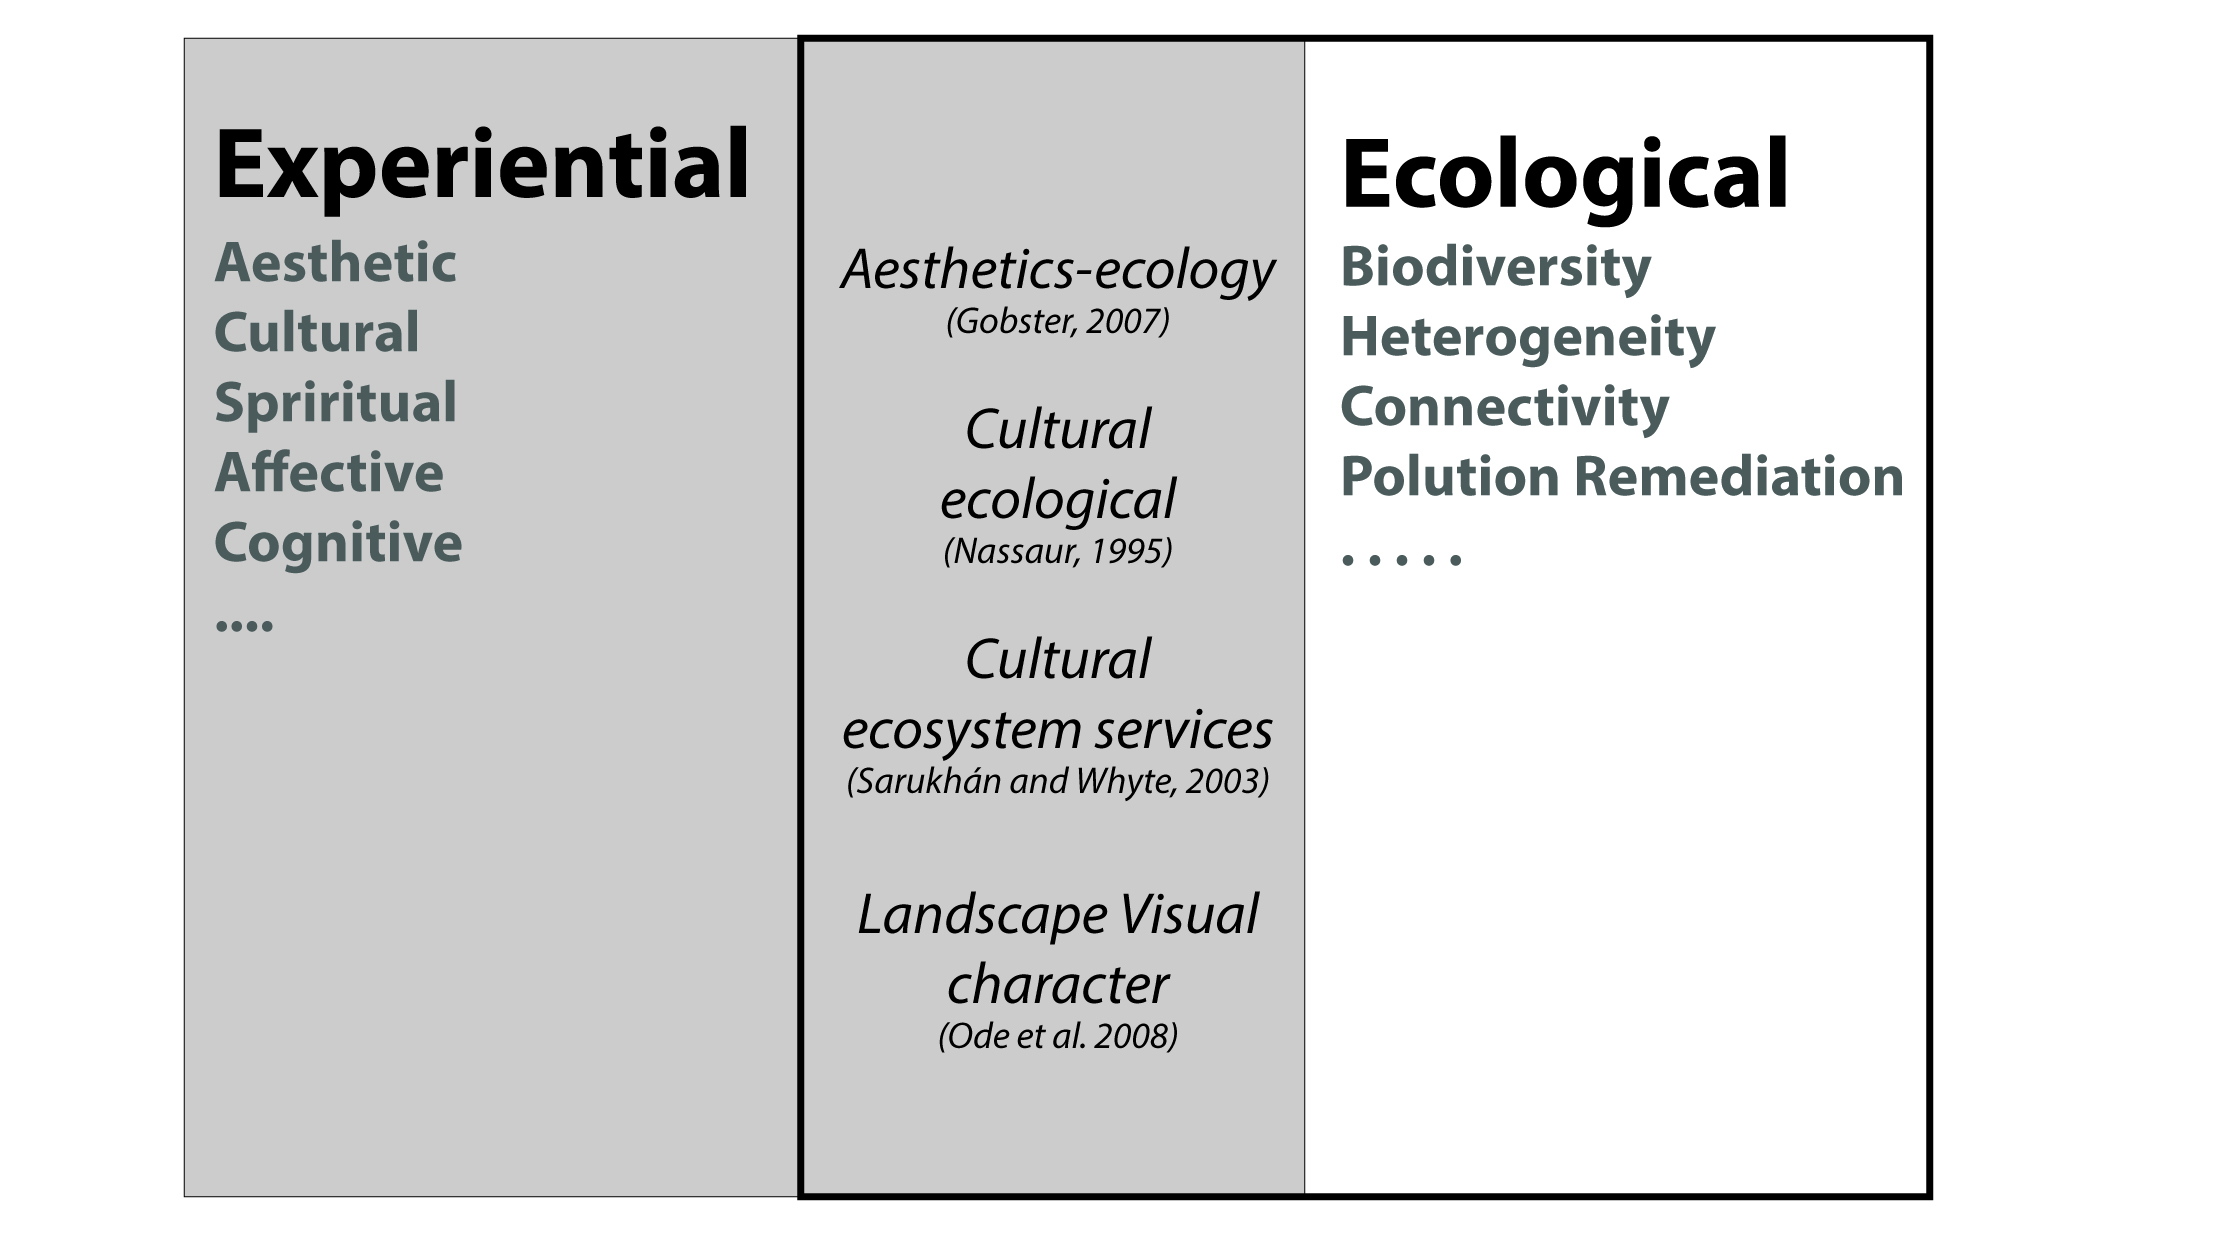 Experiential
Aesthetic
Cultural
Spriritual
Affective
Cognitive
....
Aesthetics-ecology
(Gobster, 2007)
Cultural
ecological
(Nassaur, 1995)
Cultural
ecosystem services
(Sarukhán and Whyte, 2003)
Landscape Visual
character
(Ode et al. 2008)
Ecological
Biodiversity
Heterogeneity
Connectivity
Polution Remediation
. . . . .